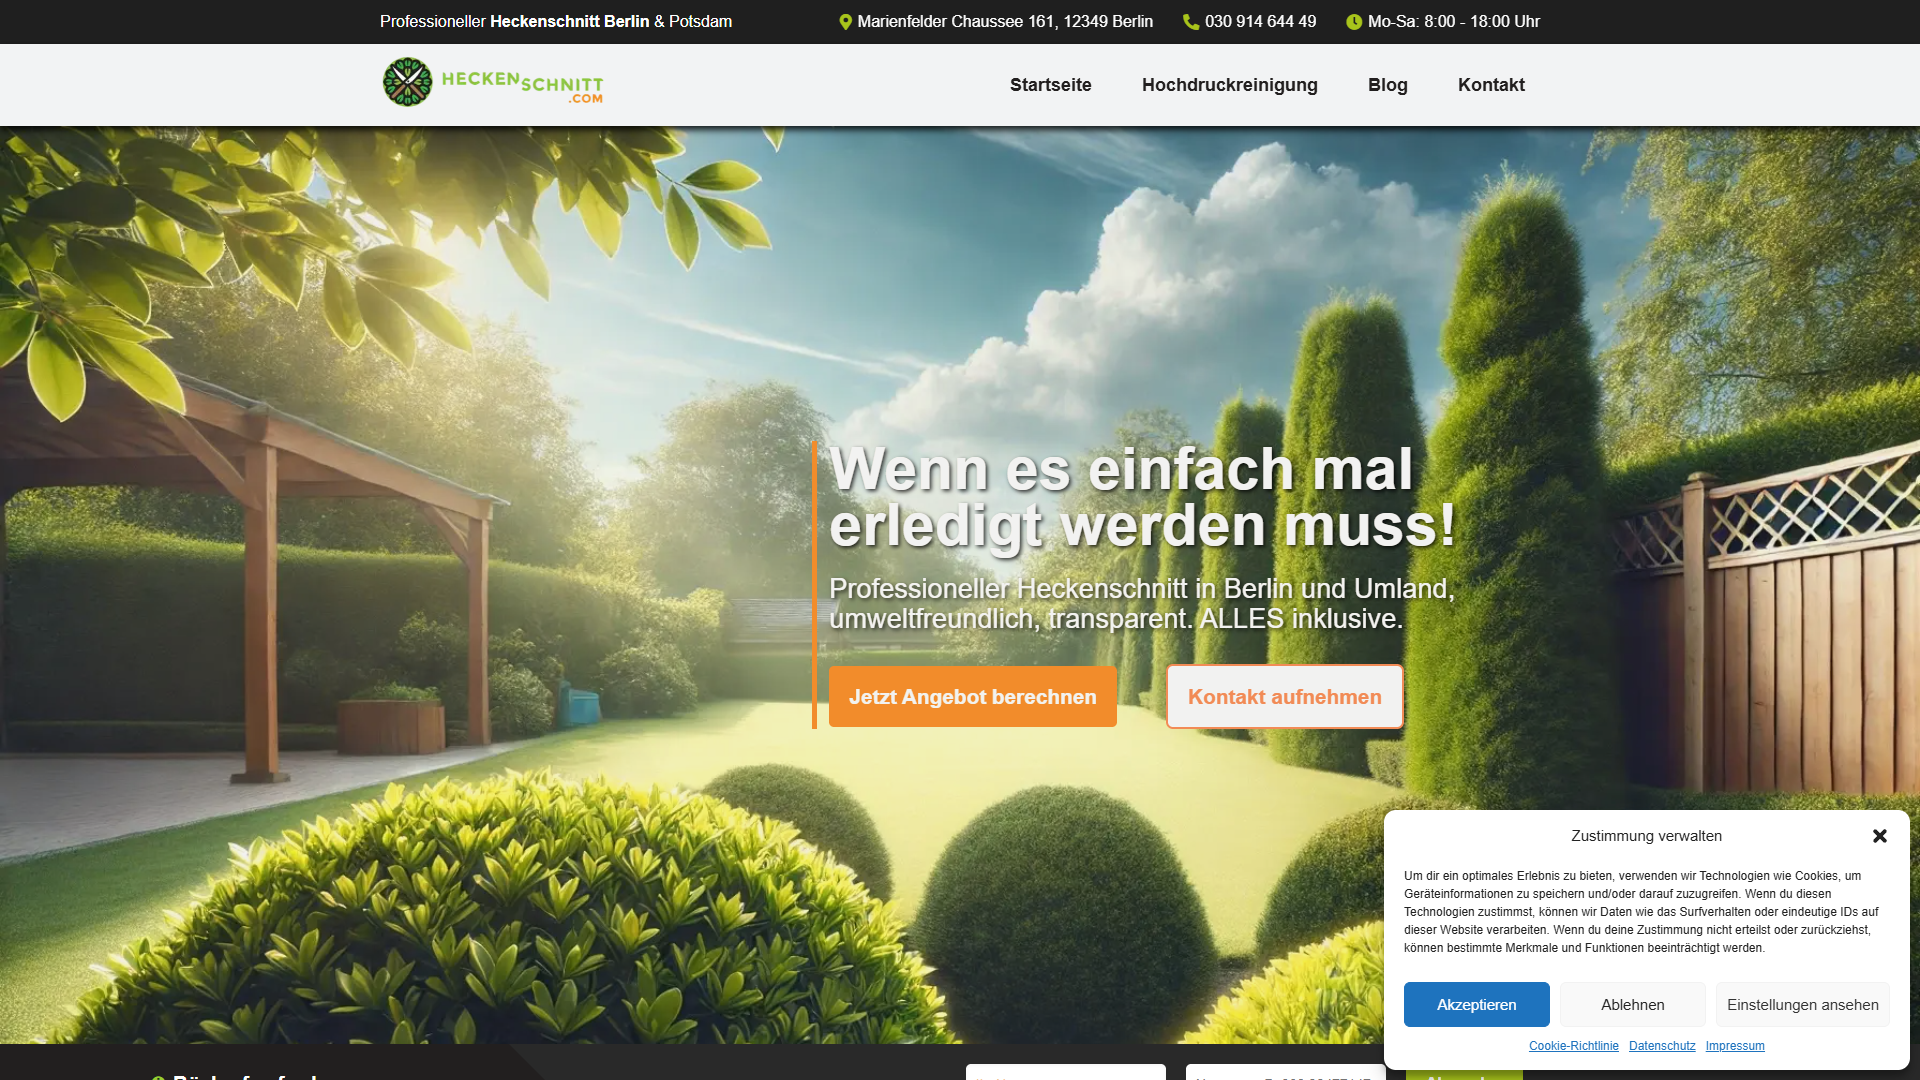 Professioneller Heckenschnitt Berlin & Potsdam
Marienfelder Chaussee 161, 12349 Berlin
030 914 644 49
Mo-Sa: 8:00 - 18:00 Uhr
HECKENSCHNITT
.COM
Startseite
Hochdruckreinigung
Blog
Kontakt
Wenn es einfach mal
erledigt werden muss!
Professioneller Heckenschnitt in Berlin und Umland,
umweltfreundlich, transparent. ALLES inklusive.
Jetzt Angebot berechnen
Kontakt aufnehmen
Zustimmung verwalten
Um dir ein optimales Erlebnis zu bieten, verwenden wir Technologien wie Cookies, um
Geräteinformationen zu speichern und/oder darauf zuzugreifen. Wenn du diesen
Technologien zustimmst, können wir Daten wie das Surfverhalten oder eindeutige IDs auf
dieser Website verarbeiten. Wenn du deine Zustimmung nicht erteilst oder zurückziehst,
können bestimmte Merkmale und Funktionen beeinträchtigt werden.
Akzeptieren
Ablehnen
Einstellungen ansehen
Cookie-Richtlinie
Datenschutz
Impressum